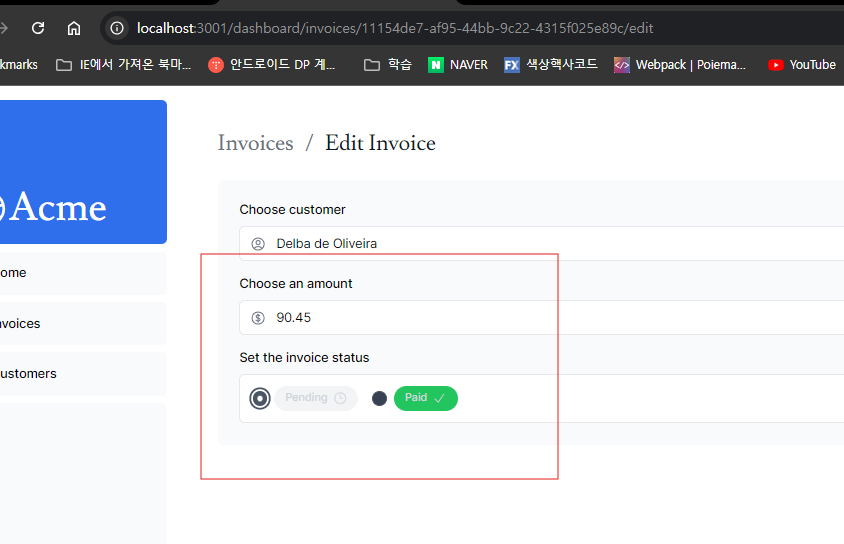 localhost:3001/dashboard/invoices/11154de7-af95-44bb-9c22-4315f025e89c/edit
kmarks IE에서 가져온 북마... 안드로이드 DP 계... 학습 N NAVER FX 색상핵사코드 </> Webpack | Poiema... YouTube
Acme
ome
nvoices
ustomers
Invoices / Edit Invoice
Choose customer
Delba de Oliveira
Choose an amount
$ 90.45
Set the invoice status
Pending Paid